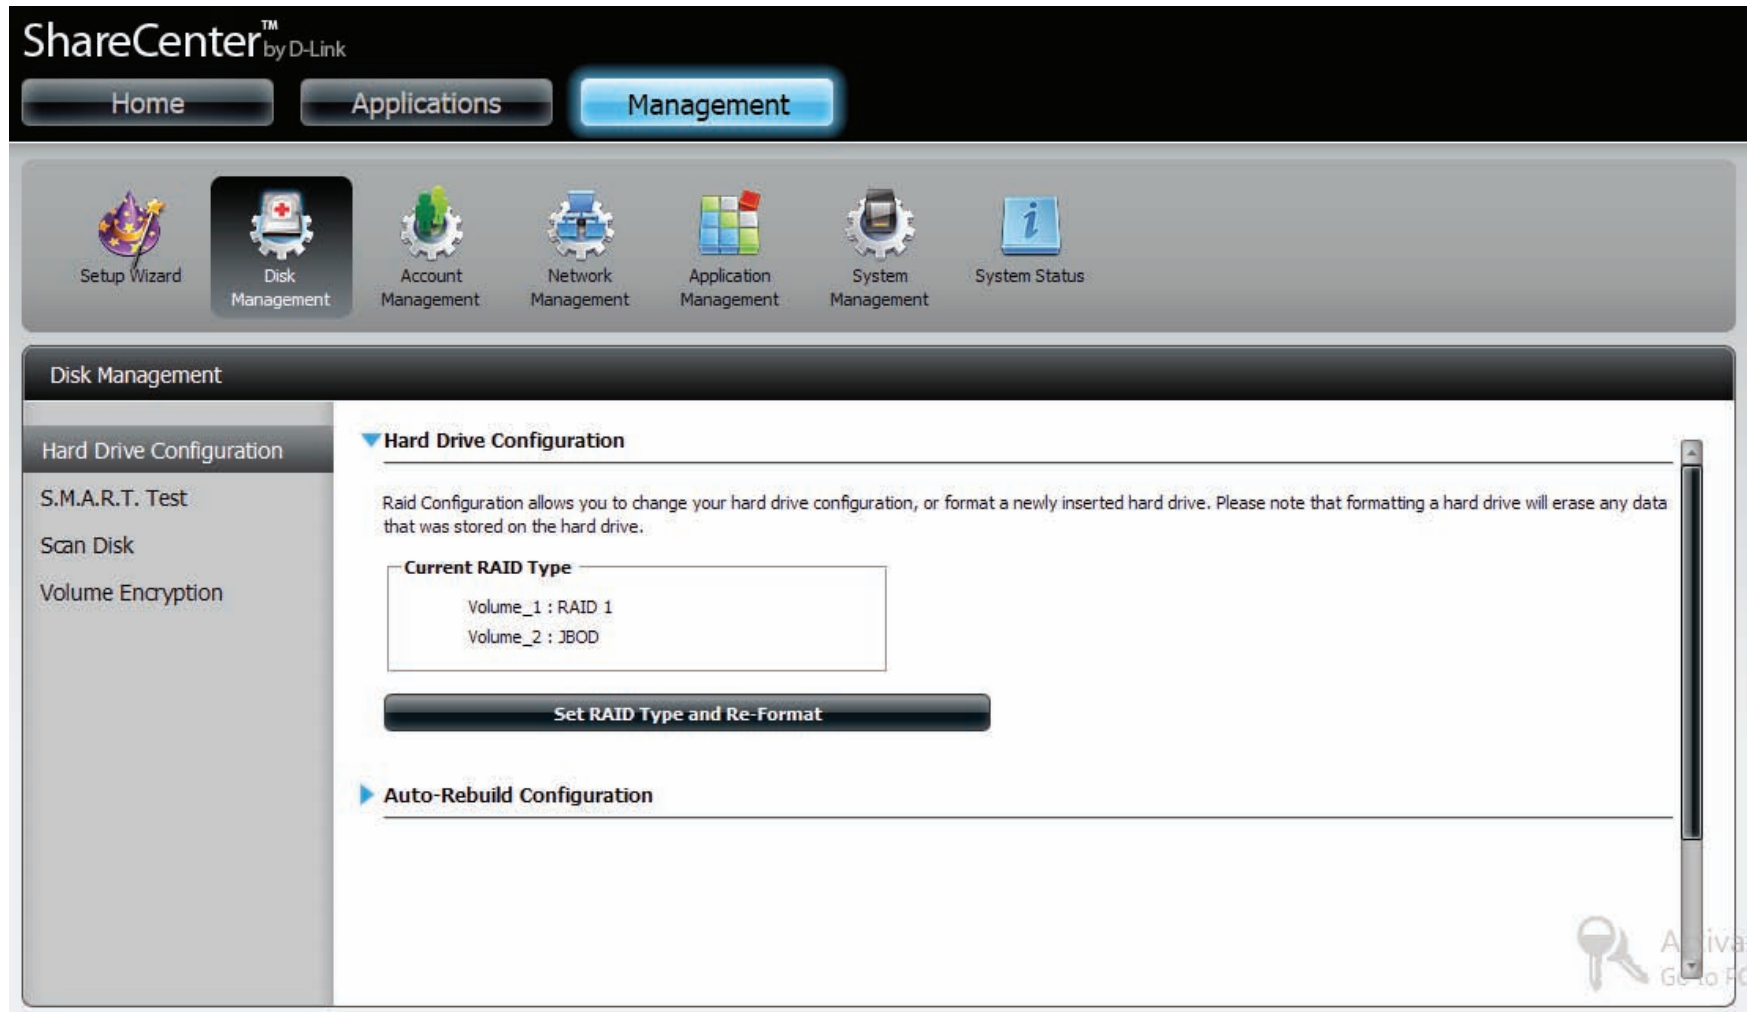 ShareCenter™ by D-Link
Home Applications Management
Setup Wizard Disk Management Account Management Network Management Application Management System Management System Status
Disk Management
Hard Drive Configuration
S.M.A.R.T. Test
Scan Disk
Volume Encryption
Hard Drive Configuration
Raid Configuration allows you to change your hard drive configuration, or format a newly inserted hard drive. Please note that formatting a hard drive will erase any data
that was stored on the hard drive.
Current RAID Type
Volume_1 : RAID 1
Volume_2 : JBOD
Set RAID Type and Re-Format
Auto-Rebuild Configuration